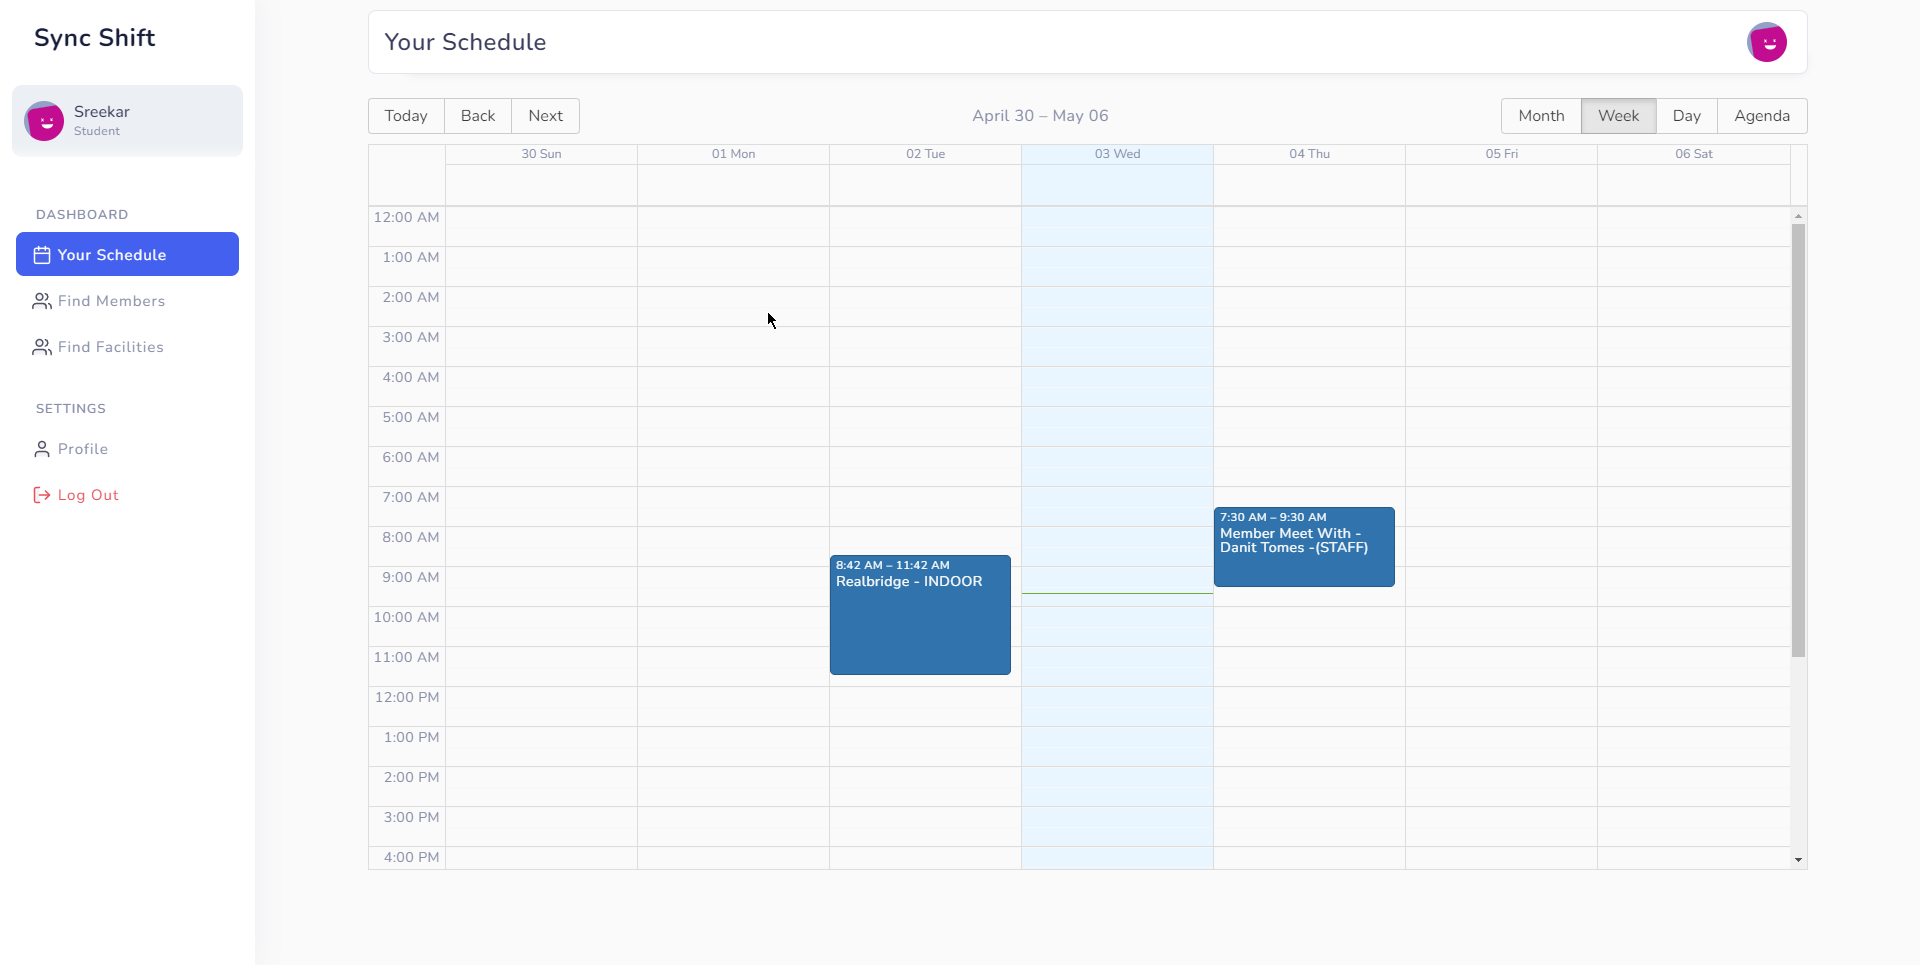 Sync Shift
Sreekar
Student
DASHBOARD
Your Schedule
Find Members
Find Facilities
SETTINGS
Profile
Log Out
Your Schedule
Today
Back
Next
April 30 – May 06
Month
Week
Day
Agenda
30 Sun
01 Mon
02 Tue
03 Wed
04 Thu
05 Fri
06 Sat
12:00 AM
1:00 AM
2:00 AM
3:00 AM
4:00 AM
5:00 AM
6:00 AM
7:00 AM
8:00 AM
9:00 AM
10:00 AM
11:00 AM
12:00 PM
1:00 PM
2:00 PM
3:00 PM
4:00 PM
8:42 AM – 11:42 AM
Realbridge - INDOOR
7:30 AM – 9:30 AM
Member Meet With -
Danit Tomes -(STAFF)